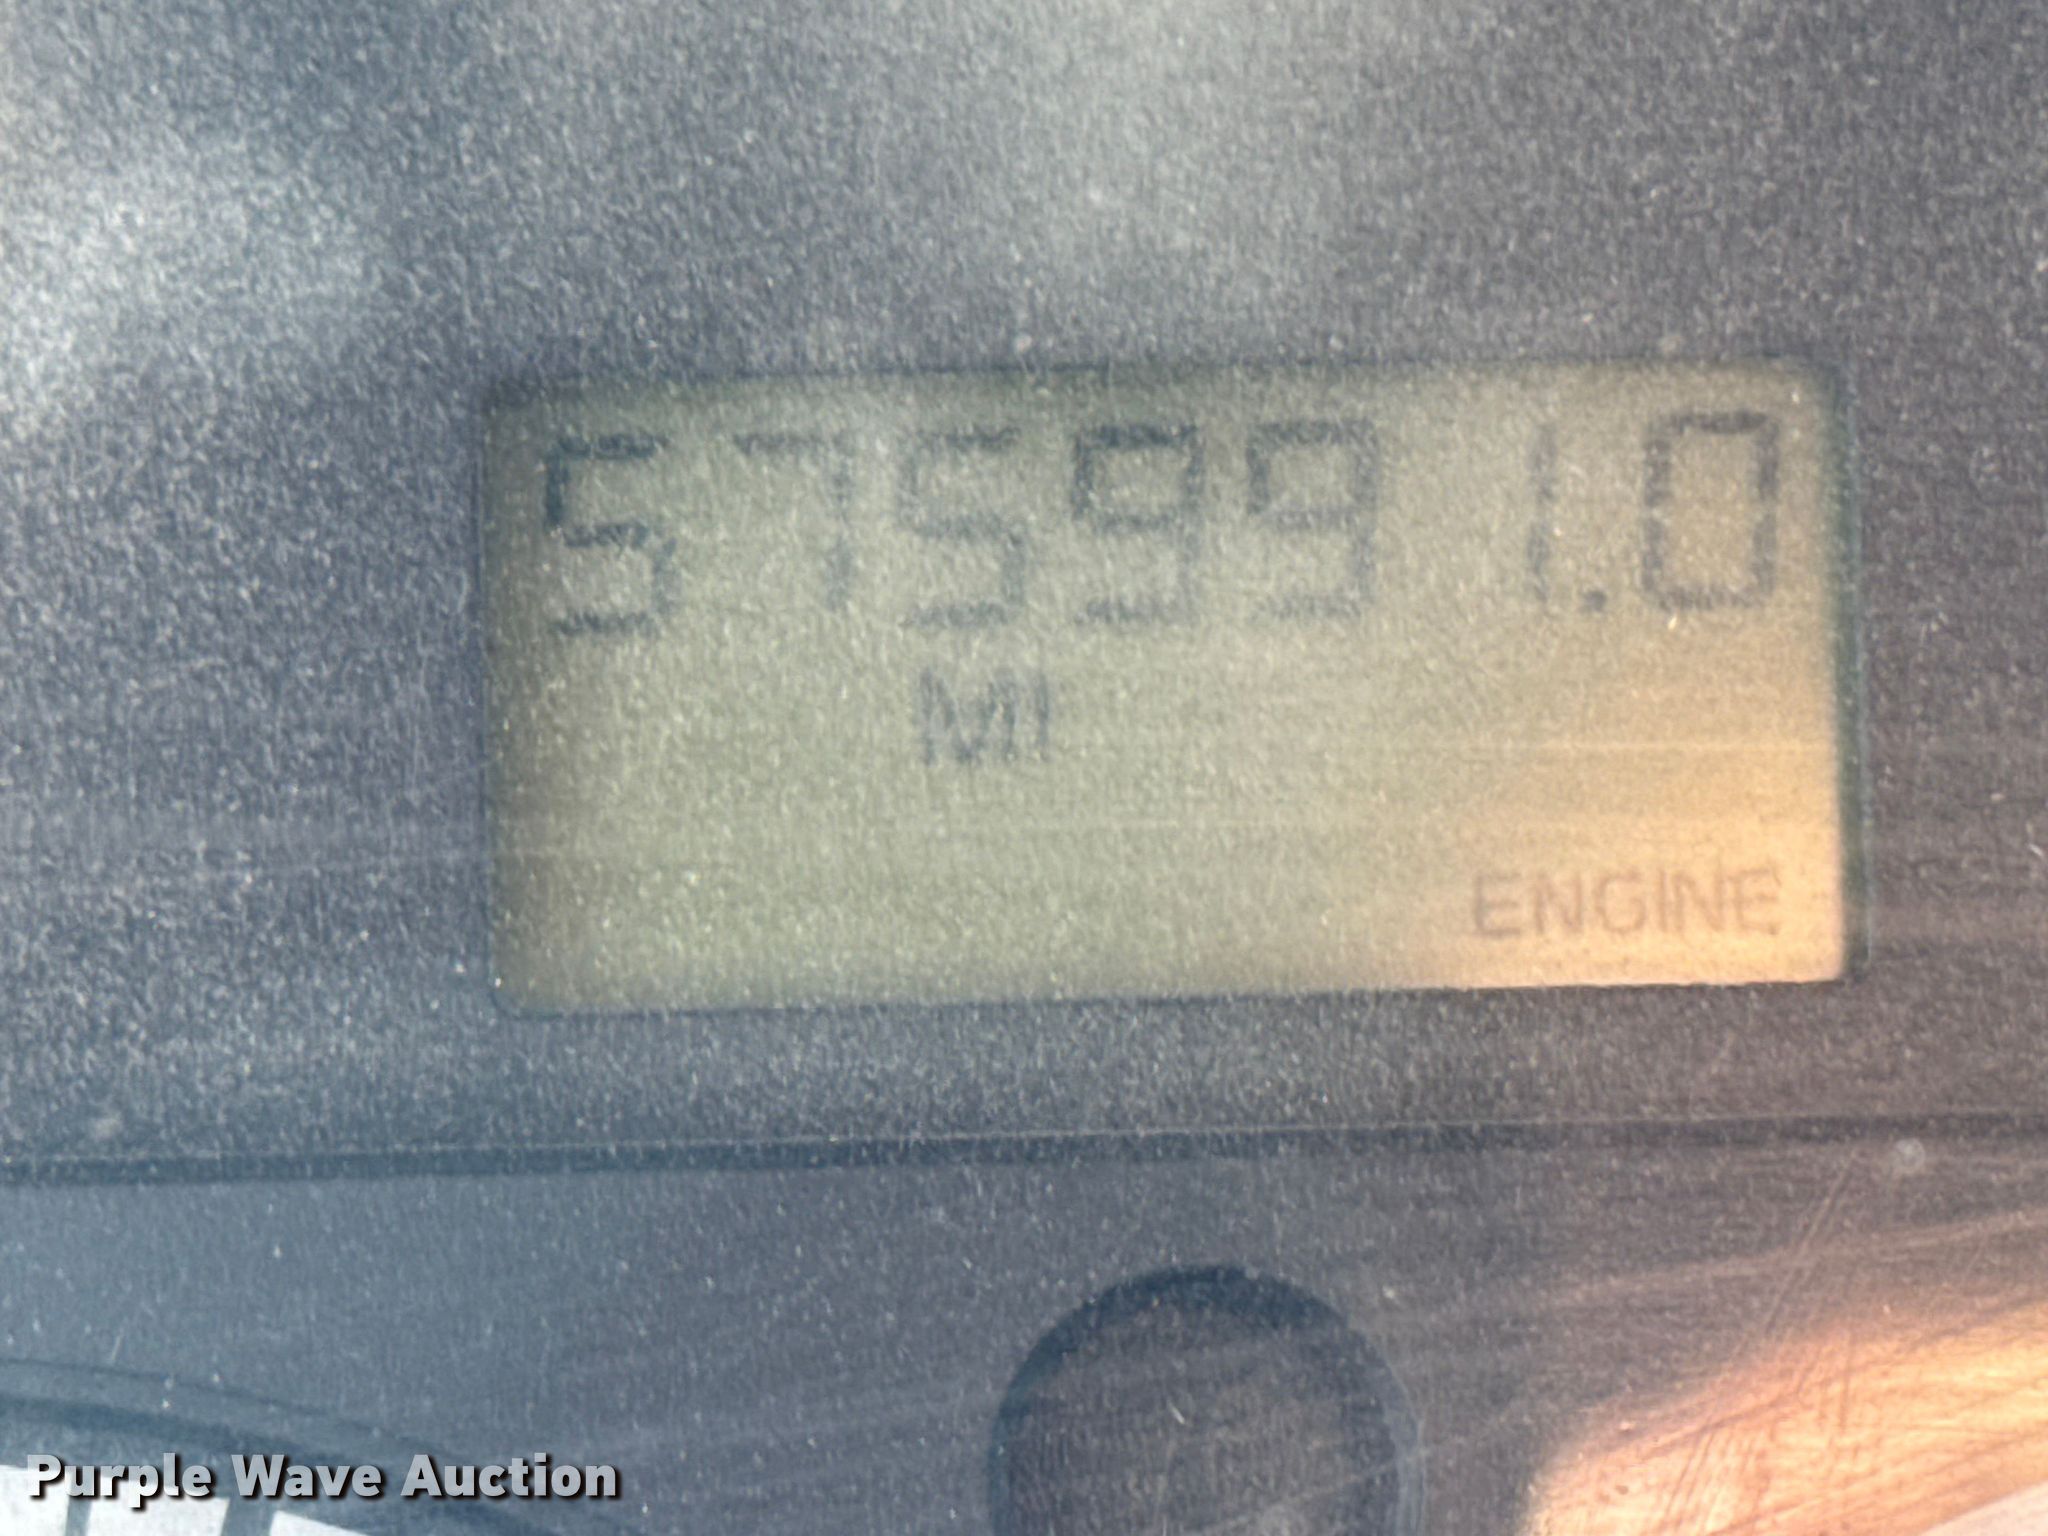 575991.0
MI
ENGINE
Purple Wave Auction